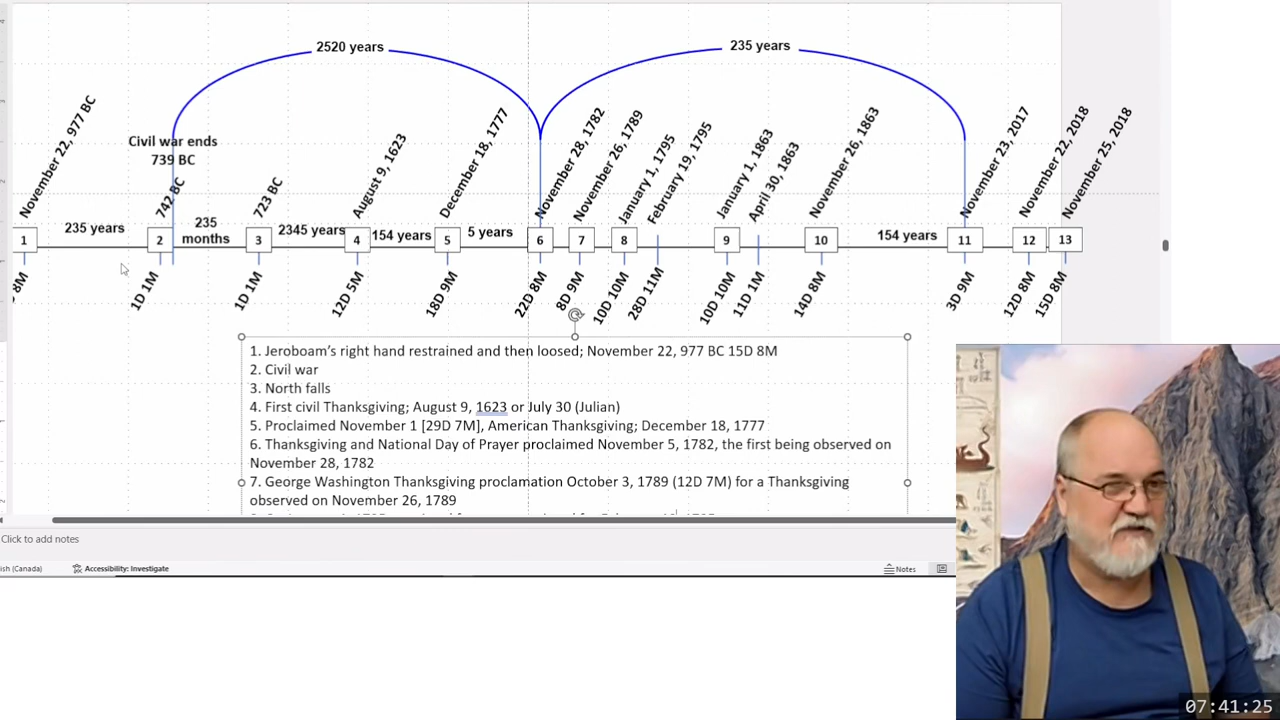 2520 years
235 years
November 22, 977 BC
Civil war ends
739 BC
742 BC
723 BC
August 9, 1623
December 18, 1777
November 28, 1782
November 26, 1789
January 1, 1795
February 19, 1795
January 1, 1863
April 30, 1863
November 26, 1863
November 23, 2017
November 22, 2018
November 25, 2018
235 years
235
months
2345 years
154 years
5 years
154 years
1
2
3
4
5
6
7
8
9
10
11
12
13
8M
1D 1M
1D 1M
12D 5M
18D 9M
22D 8M
8D 9M
10D 10M
28D 11M
10D 10M
11D 1M
14D 8M
3D 9M
12D 8M
15D 8M
1. Jeroboam’s right hand restrained and then loosed; November 22, 977 BC 15D 8M
2. Civil war
3. North falls
4. First civil Thanksgiving; August 9, 1623 or July 30 (Julian)
5. Proclaimed November 1 [29D 7M], American Thanksgiving; December 18, 1777
6. Thanksgiving and National Day of Prayer proclaimed November 5, 1782, the first being observed on
November 28, 1782
7. George Washington Thanksgiving proclamation October 3, 1789 (12D 7M) for a Thanksgiving
observed on November 26, 1789
Click to add notes
ish (Canada)
Accessibility: Investigate
Notes
07:41:25